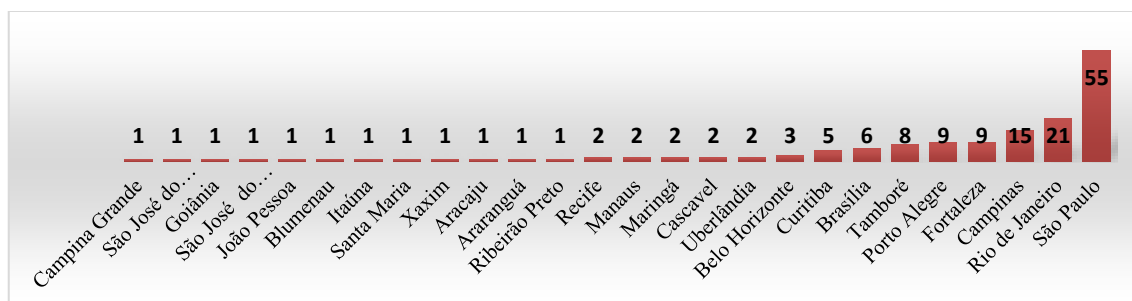 1 1 1 1 1 1 1 1 1 1 1 1 2 2 2 2 2 3 5 6 8 9 9 15 21 55
Campina Grande
São José do...
Goiânia
São José do...
João Pessoa
Blumenau
Itaúna
Santa Maria
Xaxim
Aracaju
Araranguá
Ribeirão Preto
Recife
Manaus
Maringá
Cascavel
Uberlândia
Belo Horizonte
Curitiba
Brasília
Tamboré
Porto Alegre
Fortaleza
Campinas
Rio de Janeiro
São Paulo